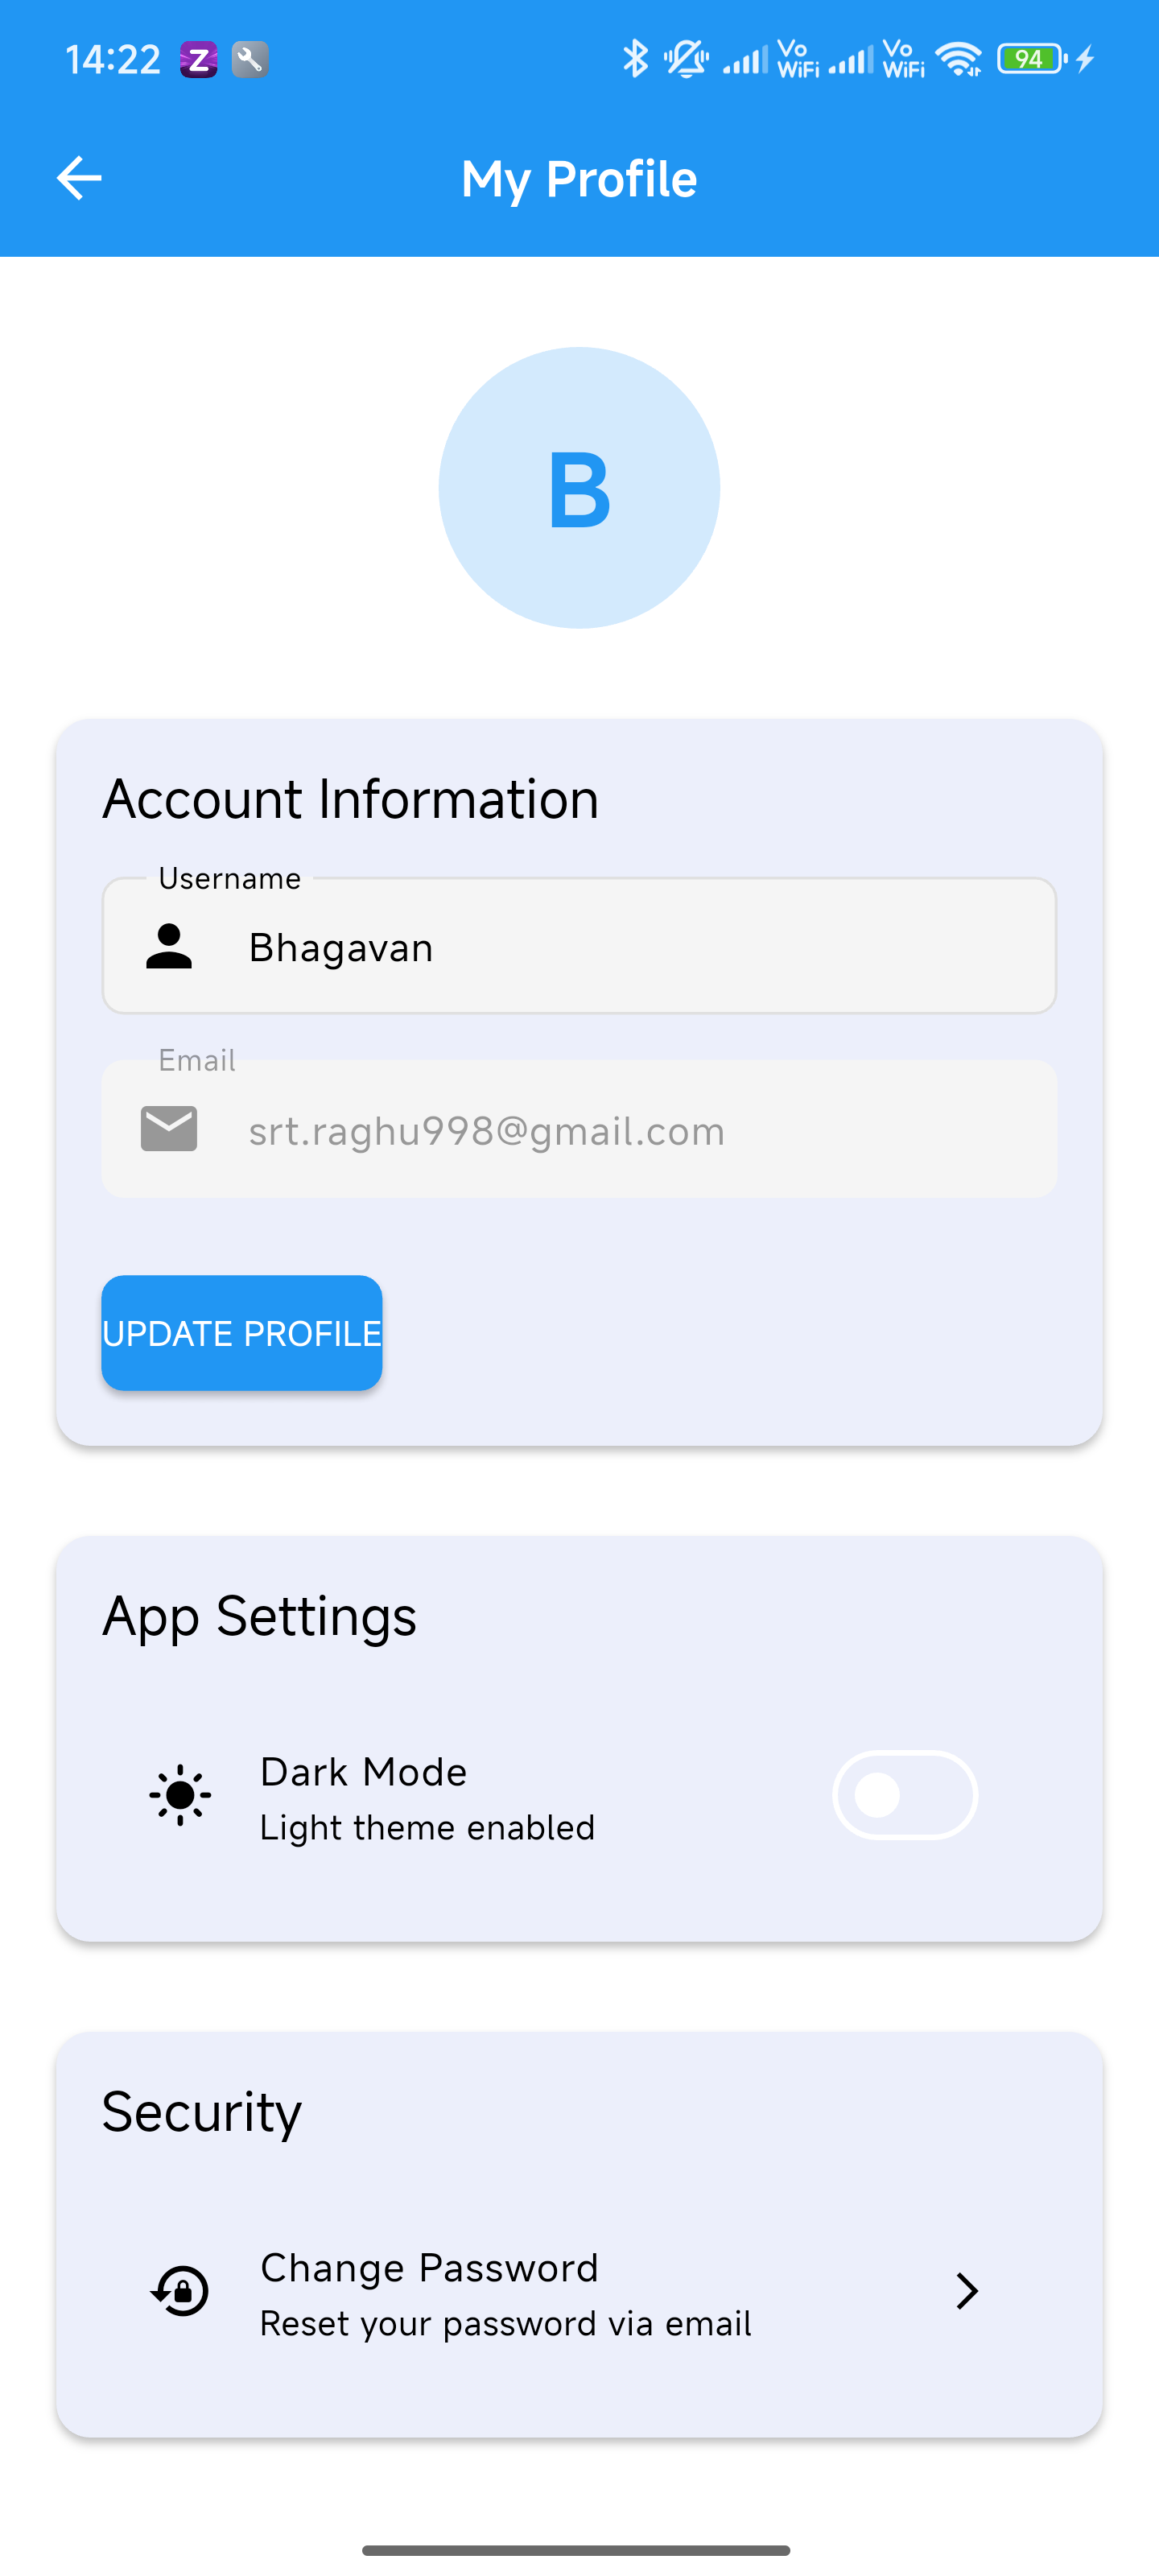 14:22 Z Vo WiFi Vo WiFi 94
My Profile
B
Account Information
Username
Bhagavan
Email
srt.raghu998@gmail.com
UPDATE PROFILE
App Settings
Dark Mode
Light theme enabled
Security
Change Password
Reset your password via email